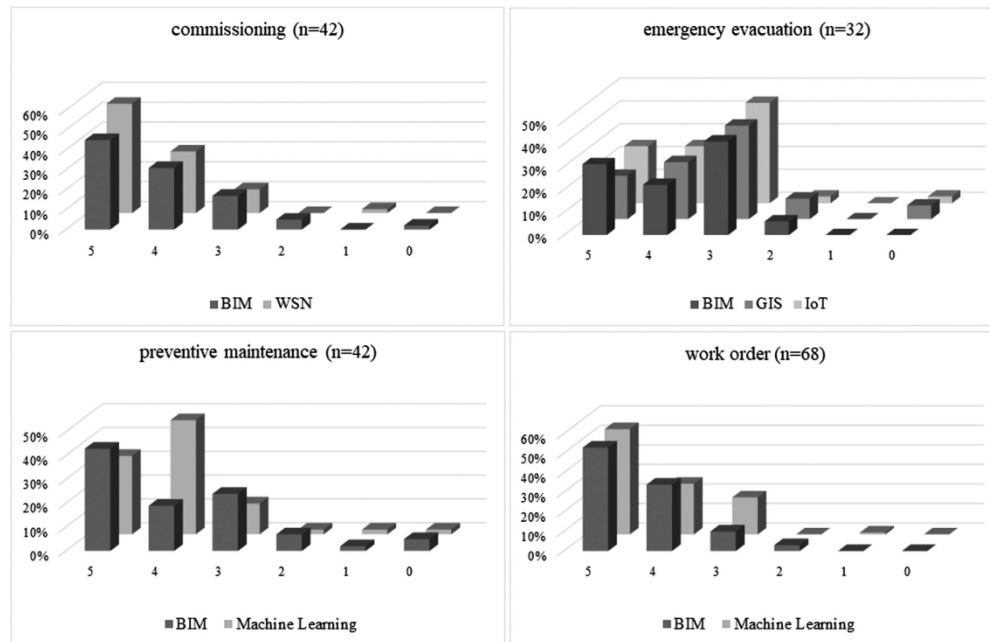 commissioning (n=42)
60%
50%
40%
30%
20%
10%
0%
5 4 3 2 1 0
BIM WSN
emergency evacuation (n=32)
50%
40%
30%
20%
10%
0%
5 4 3 2 1 0
BIM GIS IoT
preventive maintenance (n=42)
50%
40%
30%
20%
10%
0%
5 4 3 2 1 0
BIM Machine Learning
work order (n=68)
60%
50%
40%
30%
20%
10%
0%
5 4 3 2 1 0
BIM Machine Learning